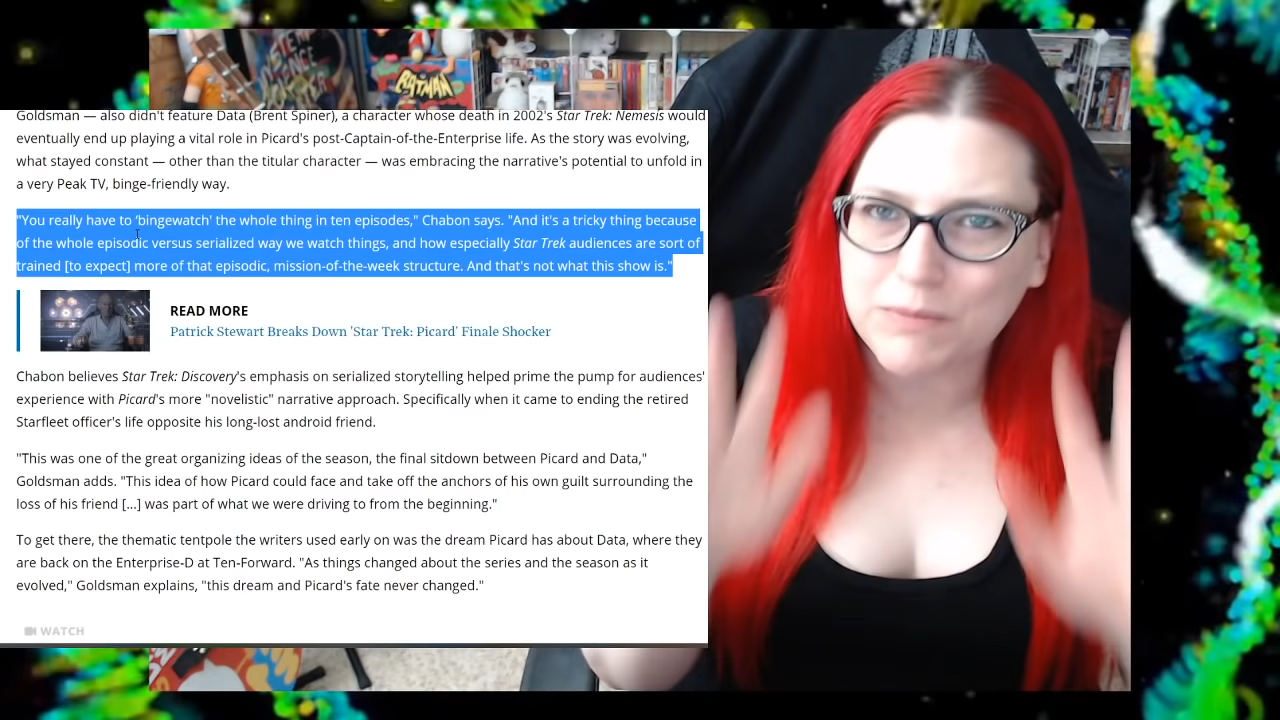 BATMAN
Goldsman — also didn't feature Data (Brent Spiner), a character whose death in 2002's Star Trek: Nemesis would
eventually end up playing a vital role in Picard's post-Captain-of-the-Enterprise life. As the story was evolving,
what stayed constant — other than the titular character — was embracing the narrative's potential to unfold in
a very Peak TV, binge-friendly way.
"You really have to 'bingewatch' the whole thing in ten episodes," Chabon says. "And it's a tricky thing because
of the whole episodic versus serialized way we watch things, and how especially Star Trek audiences are sort of
trained [to expect] more of that episodic, mission-of-the-week structure. And that's not what this show is."
READ MORE
Patrick Stewart Breaks Down 'Star Trek: Picard' Finale Shocker
Chabon believes Star Trek: Discovery's emphasis on serialized storytelling helped prime the pump for audiences'
experience with Picard's more "novelistic" narrative approach. Specifically when it came to ending the retired
Starfleet officer's life opposite his long-lost android friend.
"This was one of the great organizing ideas of the season, the final sitdown between Picard and Data,"
Goldsman adds. "This idea of how Picard could face and take off the anchors of his own guilt surrounding the
loss of his friend [...] was part of what we were driving to from the beginning."
To get there, the thematic tentpole the writers used early on was the dream Picard has about Data, where they
are back on the Enterprise-D at Ten-Forward. "As things changed about the series and the season as it
evolved," Goldsman explains, "this dream and Picard's fate never changed."
WATCH